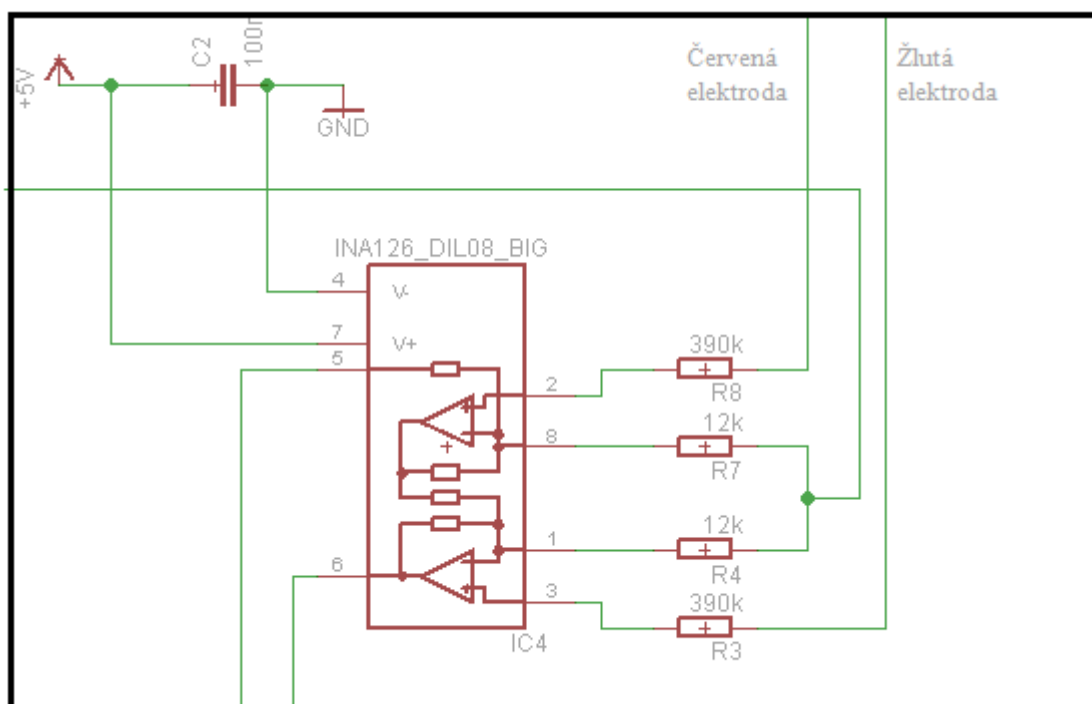 C2
100n
+5V
GND
Červená
elektroda
Žlutá
elektroda
INA126_DIL08_BIG
4
V-
7
V+
5
2
8
1
3
6
390k
R8
12k
R7
12k
R4
390k
R3
IC4